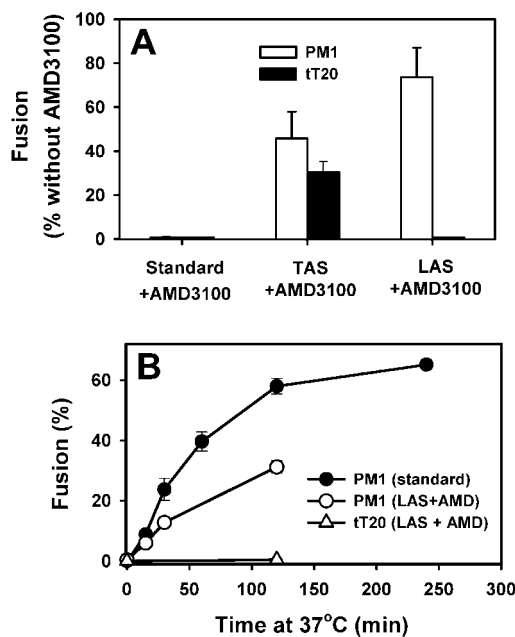 A
Fusion
(% without AMD3100)
100
80
60
40
20
0
PM1
tT20
Standard
+AMD3100
TAS
+AMD3100
LAS
+AMD3100
B
Fusion (%)
60
40
20
0
PM1 (standard)
PM1 (LAS+AMD)
tT20 (LAS + AMD)
0 50 100 150 200 250 300
Time at 37°C (min)